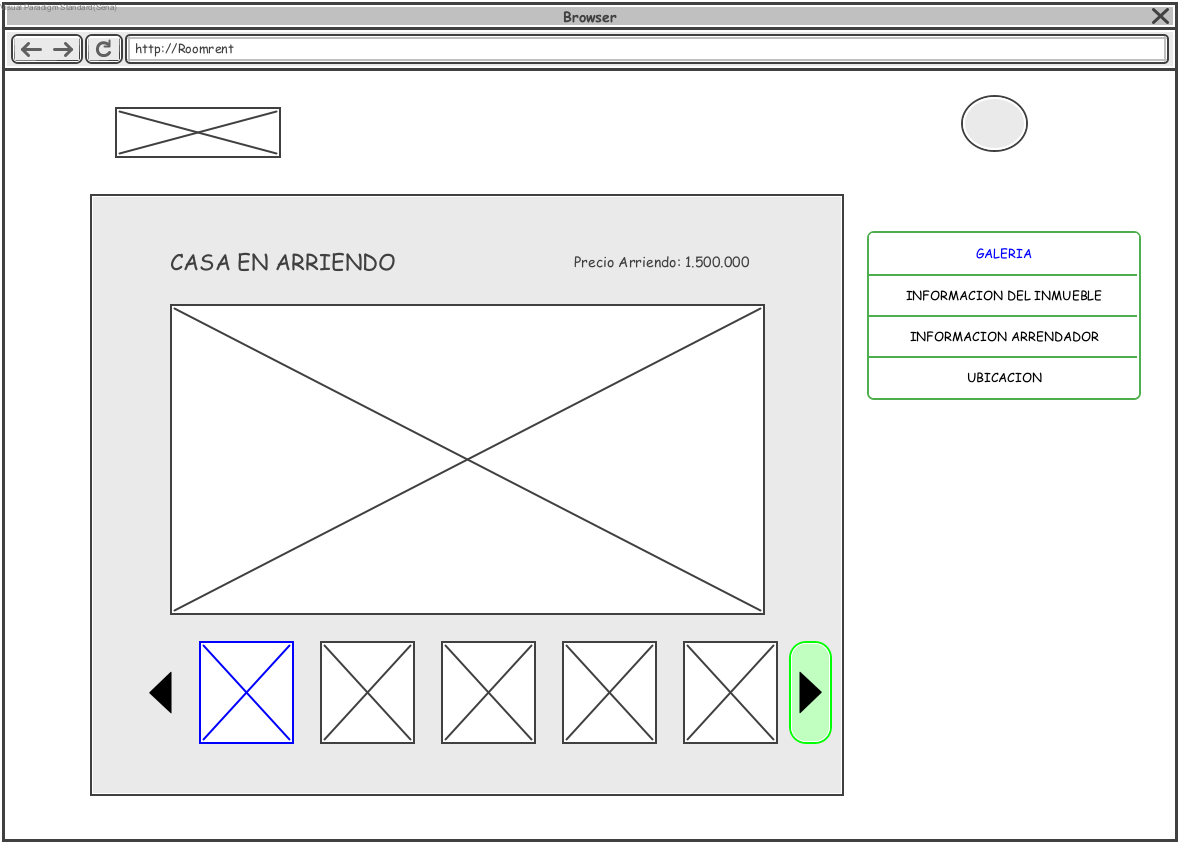 Visual Paradigm Standard(Seria)
Browser
http://Roomrent
CASA EN ARRIENDO
Precio Arriendo: 1.500.000
GALERIA
INFORMACION DEL INMUEBLE
INFORMACION ARRENDADOR
UBICACION